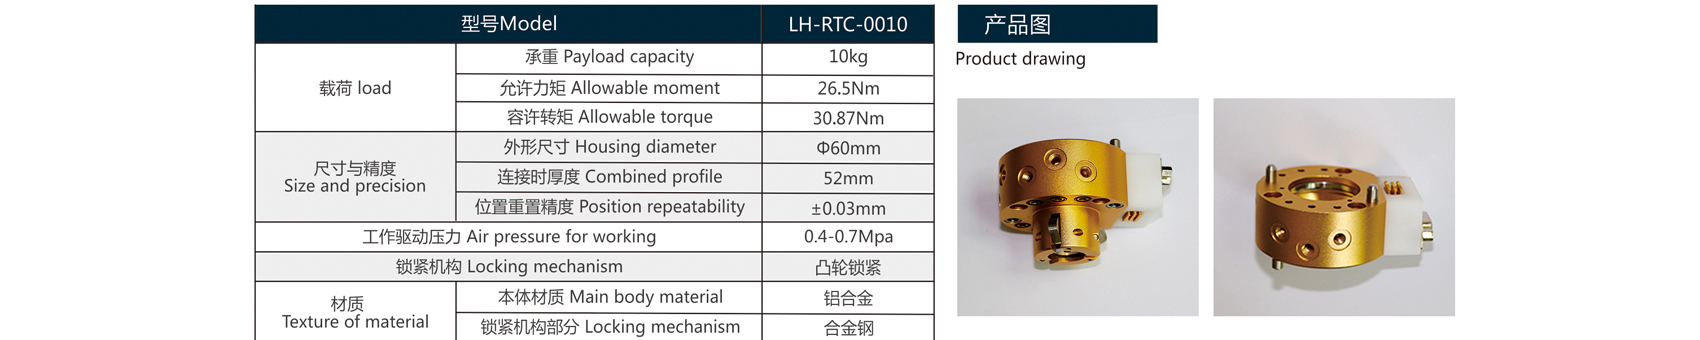 型号Model LH-RTC-0010
载荷 load
承重 Payload capacity 10kg
允许力矩 Allowable moment 26.5Nm
容许转矩 Allowable torque 30.87Nm
尺寸与精度
Size and precision
外形尺寸 Housing diameter Φ60mm
连接时厚度 Combined profile 52mm
位置重置精度 Position repeatability ±0.03mm
工作驱动压力 Air pressure for working 0.4-0.7Mpa
锁紧机构 Locking mechanism 凸轮锁紧
材质
Texture of material
本体材质 Main body material 铝合金
锁紧机构部分 Locking mechanism 合金钢
产品图
Product drawing